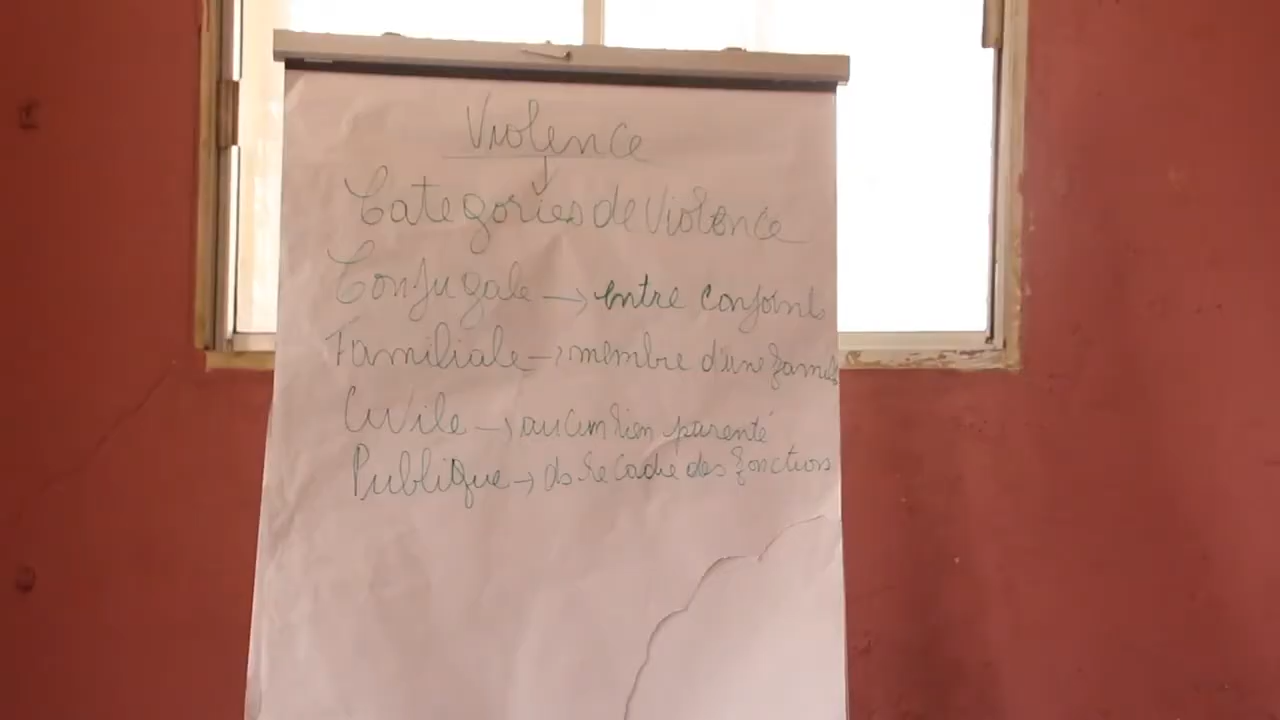 Violence
Categories de Violence
Conjugale → entre conjoints
Familiale → membre d'une famille
Civile → aucun lien parenté
Publique → ds le cadre des fonctions